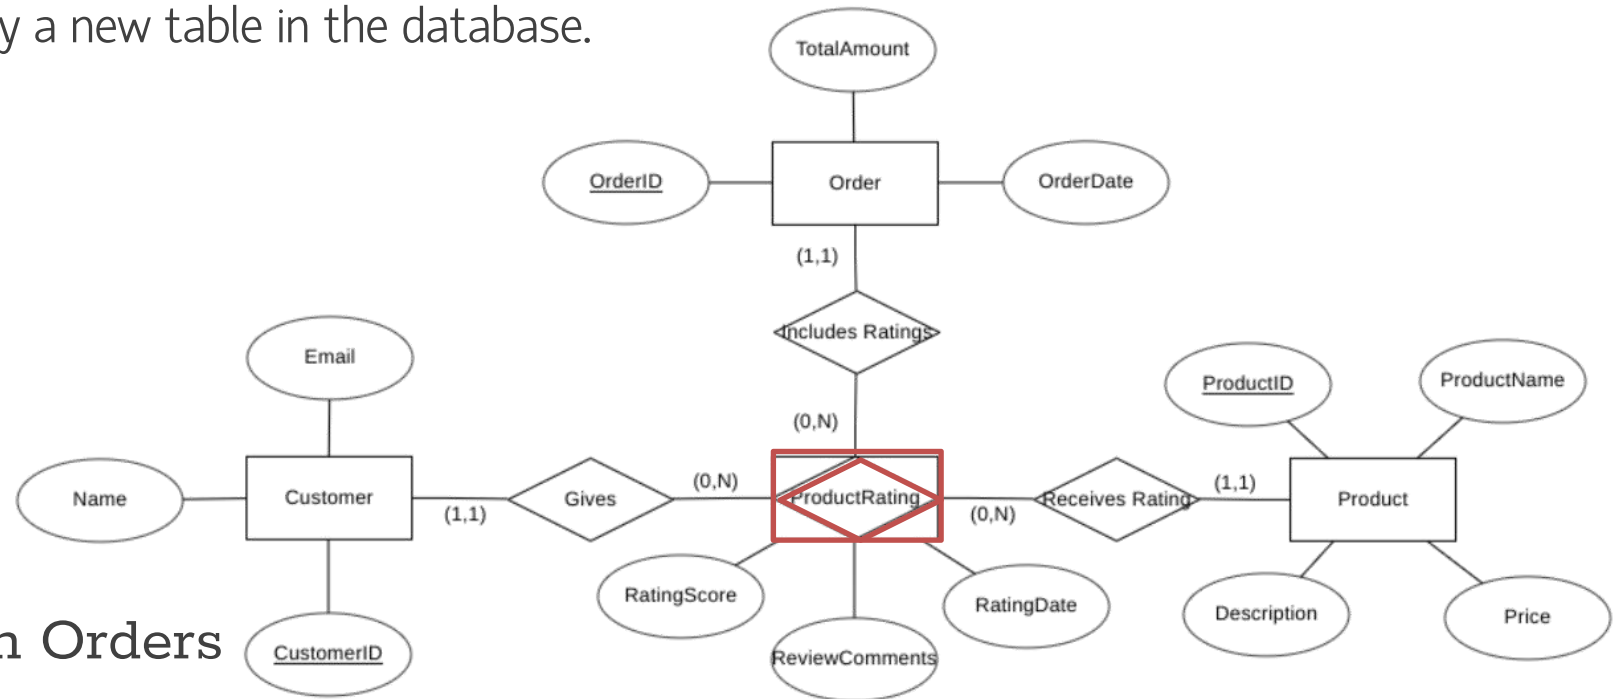 y a new table in the database.
TotalAmount
OrderID
Order
OrderDate
(1,1)
Includes Ratings
Email
ProductID
ProductName
(0,N)
Name
Customer
(1,1)
Gives
(0,N)
ProductRating
(0,N)
Receives Rating
(1,1)
Product
RatingScore
RatingDate
Description
Price
n Orders
CustomerID
ReviewComments